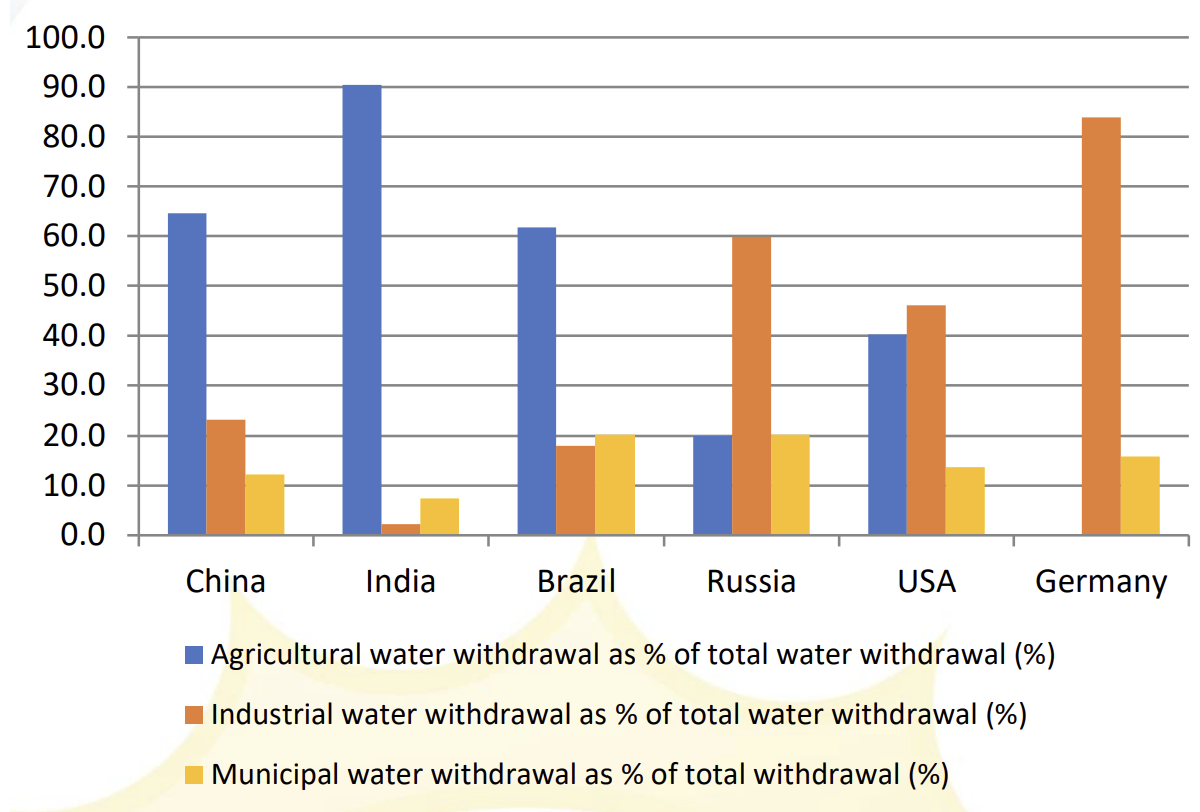 100.0
90.0
80.0
70.0
60.0
50.0
40.0
30.0
20.0
10.0
0.0
China India Brazil Russia USA Germany
Agricultural water withdrawal as % of total water withdrawal (%)
Industrial water withdrawal as % of total water withdrawal (%)
Municipal water withdrawal as % of total withdrawal (%)